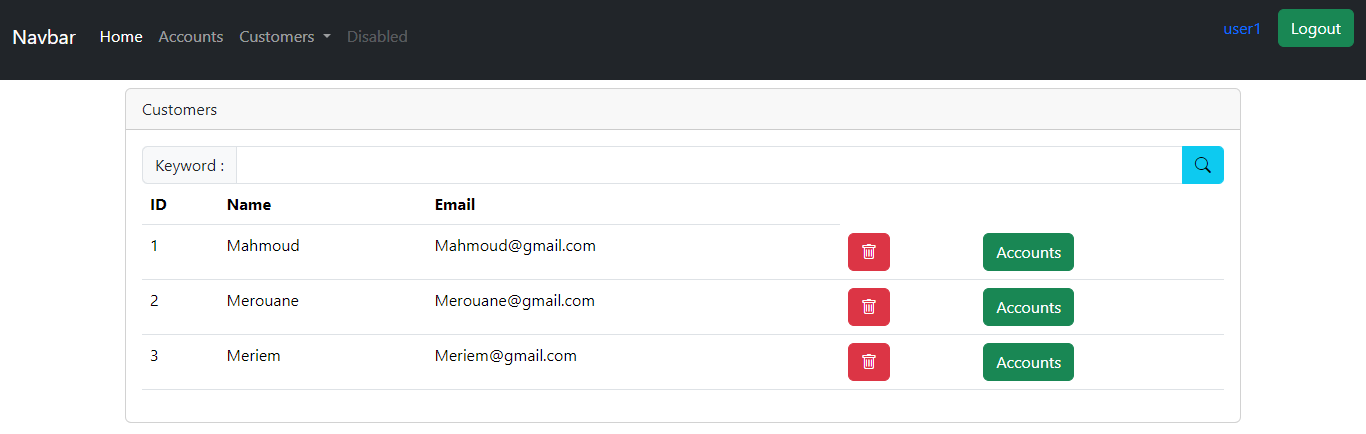 Navbar Home Accounts Customers Disabled user1 Logout
Customers
Keyword :
ID Name Email
1 Mahmoud Mahmoud@gmail.com Accounts
2 Merouane Merouane@gmail.com Accounts
3 Meriem Meriem@gmail.com Accounts